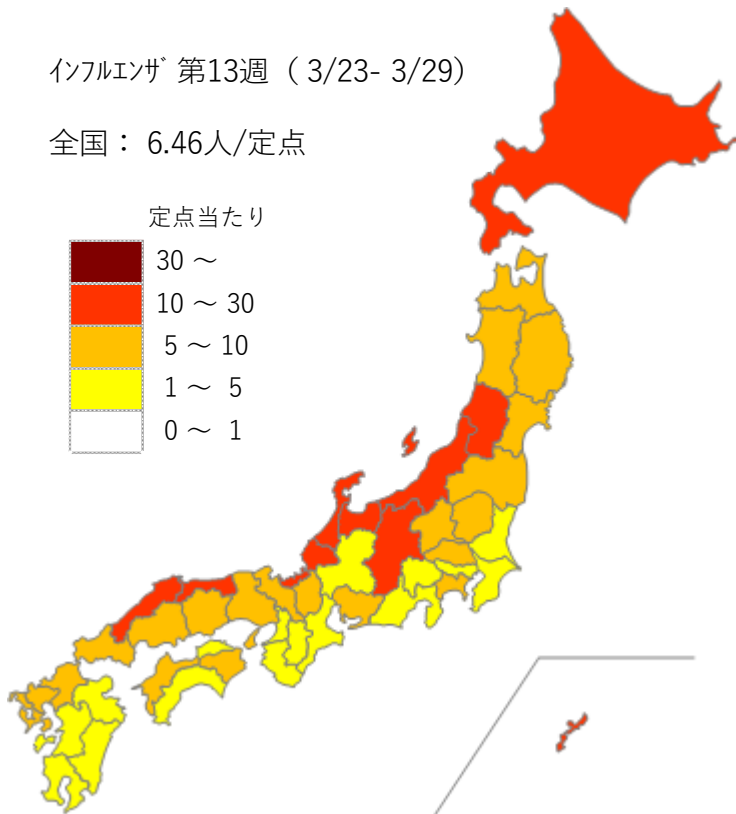 インフルエンザ 第13週 ( 3/23- 3/29)
全国： 6.46人/定点
定点当たり
30 ～
10 ～ 30
5 ～ 10
1 ～ 5
0 ～ 1